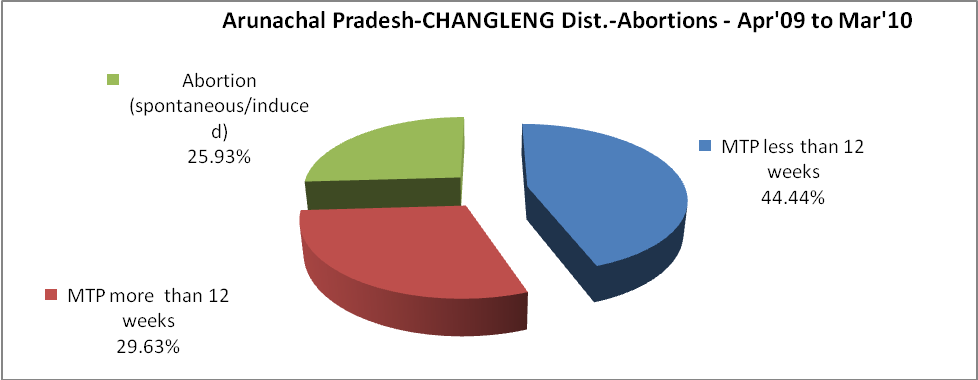 Arunachal Pradesh-CHANGLENG Dist.-Abortions - Apr'09 to Mar'10
Abortion
(spontaneous/induce
d)
25.93%
MTP less than 12
weeks
44.44%
MTP more than 12
weeks
29.63%